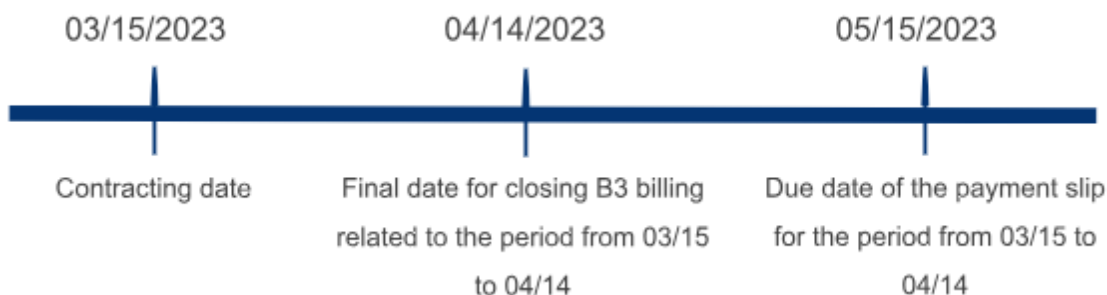 03/15/2023
04/14/2023
05/15/2023
Contracting date
Final date for closing B3 billing
related to the period from 03/15
to 04/14
Due date of the payment slip
for the period from 03/15 to
04/14